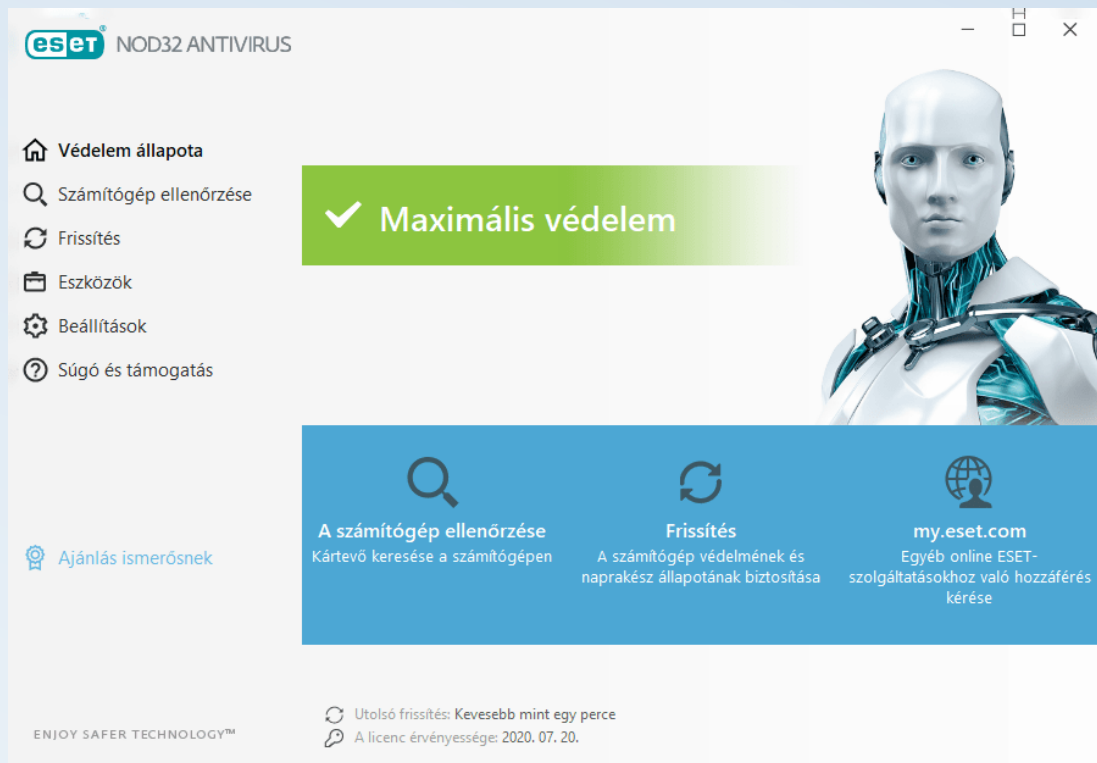 eset® NOD32 ANTIVIRUS
Védelem állapota
Számítógép ellenőrzése
Frissítés
Eszközök
Beállítások
Súgó és támogatás
Ajánlás ismerősnek
ENJOY SAFER TECHNOLOGY™
Maximális védelem
A számítógép ellenőrzése
Kártevő keresése a számítógépen
Frissítés
A számítógép védelmének és
naprakész állapotának biztosítása
my.eset.com
Egyéb online ESET-
szolgáltatásokhoz való hozzáférés
kérése
Utolsó frissítés: Kevesebb mint egy perce
A licenc érvényessége: 2020. 07. 20.